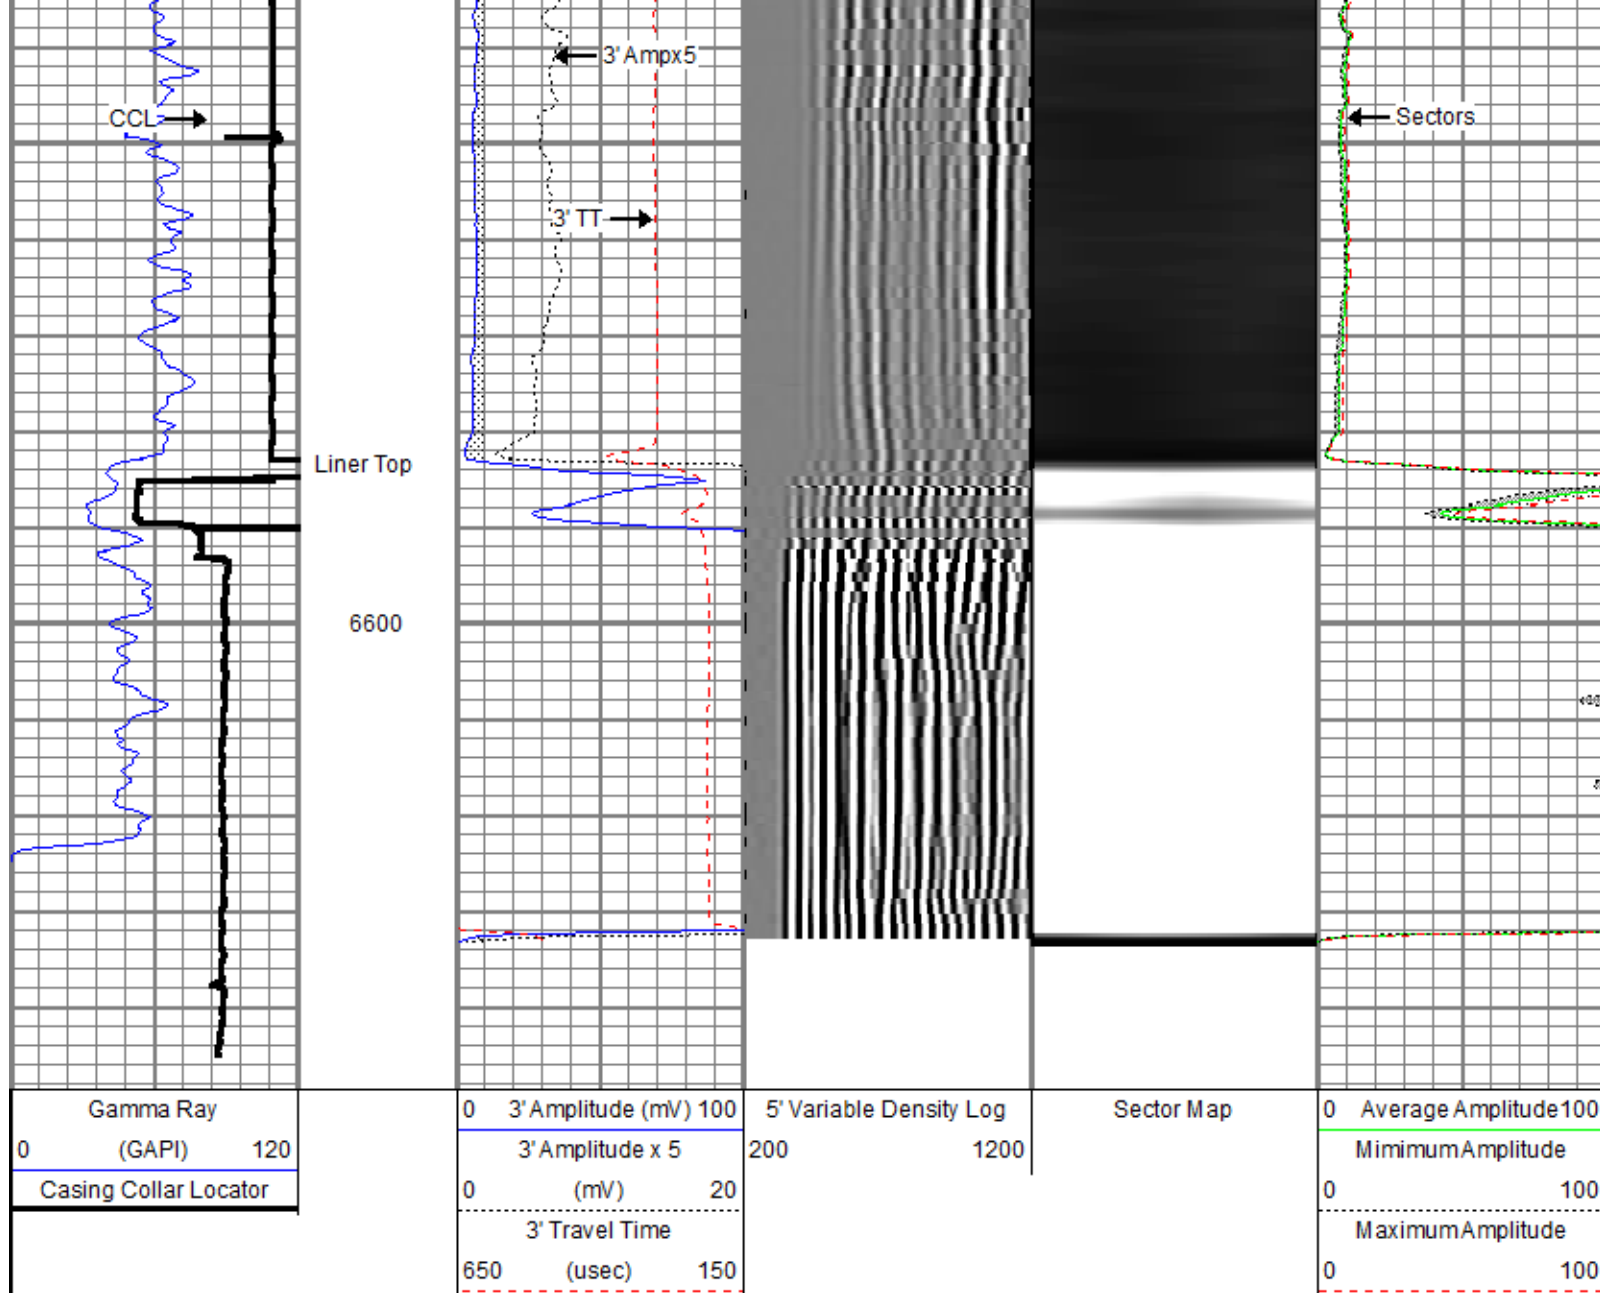 3' Ampx5
CCL
Sectors
3' TT
Liner Top
6600
Gamma Ray
0 (GAPI) 120
Casing Collar Locator
0 3' Amplitude (mV) 100
3' Amplitude x 5
0 (mV) 20
3' Travel Time
650 (usec) 150
5' Variable Density Log
200 1200
Sector Map
0 Average Amplitude 100
Mimimum Amplitude
0 100
Maximum Amplitude
0 100